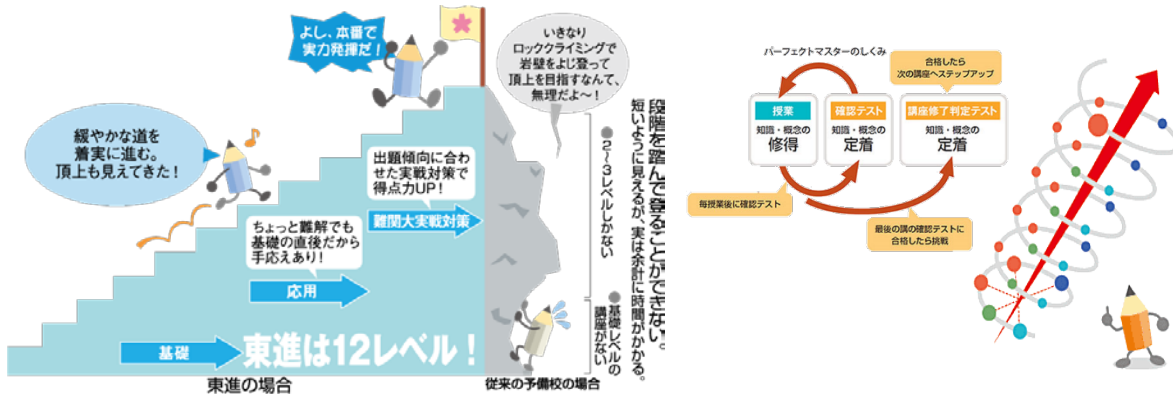 よし、本番で
実力発揮だ！
いきなり
ロッククライミングで
岩壁をよじ登って
頂上を目指すなんて、
無理だよ～！
緩やかな道を
着実に進む。
頂上も見えてきた！
出題傾向に合わ
せた実戦対策で
得点力UP！
難関大実戦対策
ちょっと難解でも
基礎の直後だから
手応えあり！
応用
基礎
東進は12レベル！
東進の場合
従来の予備校の場合
●2～3レベルしかない
●基礎レベルの
講座がない
段階を踏んで登ることができない。
短いように見えるが、実は余計に時間がかかる。
パーフェクトマスターのしくみ
合格したら
次の講座へステップアップ
授業
知識・概念の
修得
確認テスト
知識・概念の
定着
講座修了判定テスト
知識・概念の
定着
毎授業後に確認テスト
最後の講の確認テストに
合格したら挑戦